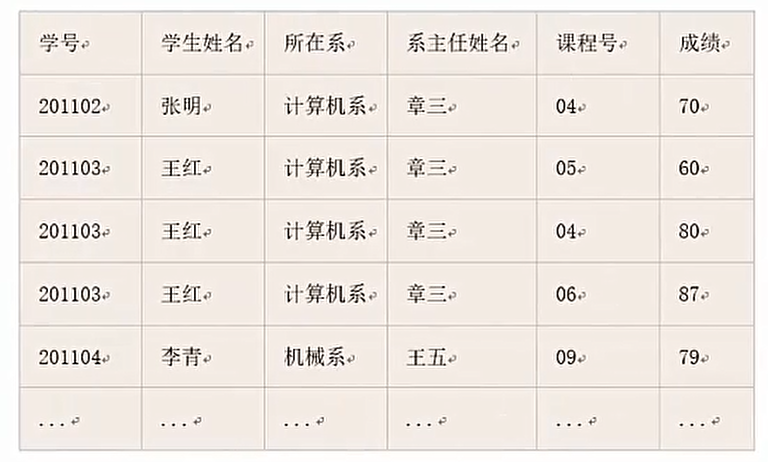 学号 学生姓名 所在系 系主任姓名 课程号 成绩
201102 张明 计算机系 章三 04 70
201103 王红 计算机系 章三 05 60
201103 王红 计算机系 章三 04 80
201103 王红 计算机系 章三 06 87
201104 李青 机械系 王五 09 79
... ... ... ... ... ...